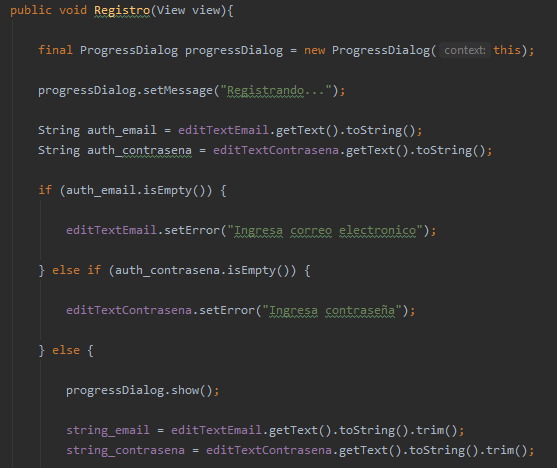 public void Registro(View view){
final ProgressDialog progressDialog = new ProgressDialog( context: this);
progressDialog.setMessage("Registrando...");
String auth_email = editTextEmail.getText().toString();
String auth_contrasena = editTextContrasena.getText().toString();
if (auth_email.isEmpty()) {
editTextEmail.setError("Ingresa correo electronico");
} else if (auth_contrasena.isEmpty()) {
editTextContrasena.setError("Ingresa contraseña");
} else {
progressDialog.show();
string_email = editTextEmail.getText().toString().trim();
string_contrasena = editTextContrasena.getText().toString().trim();